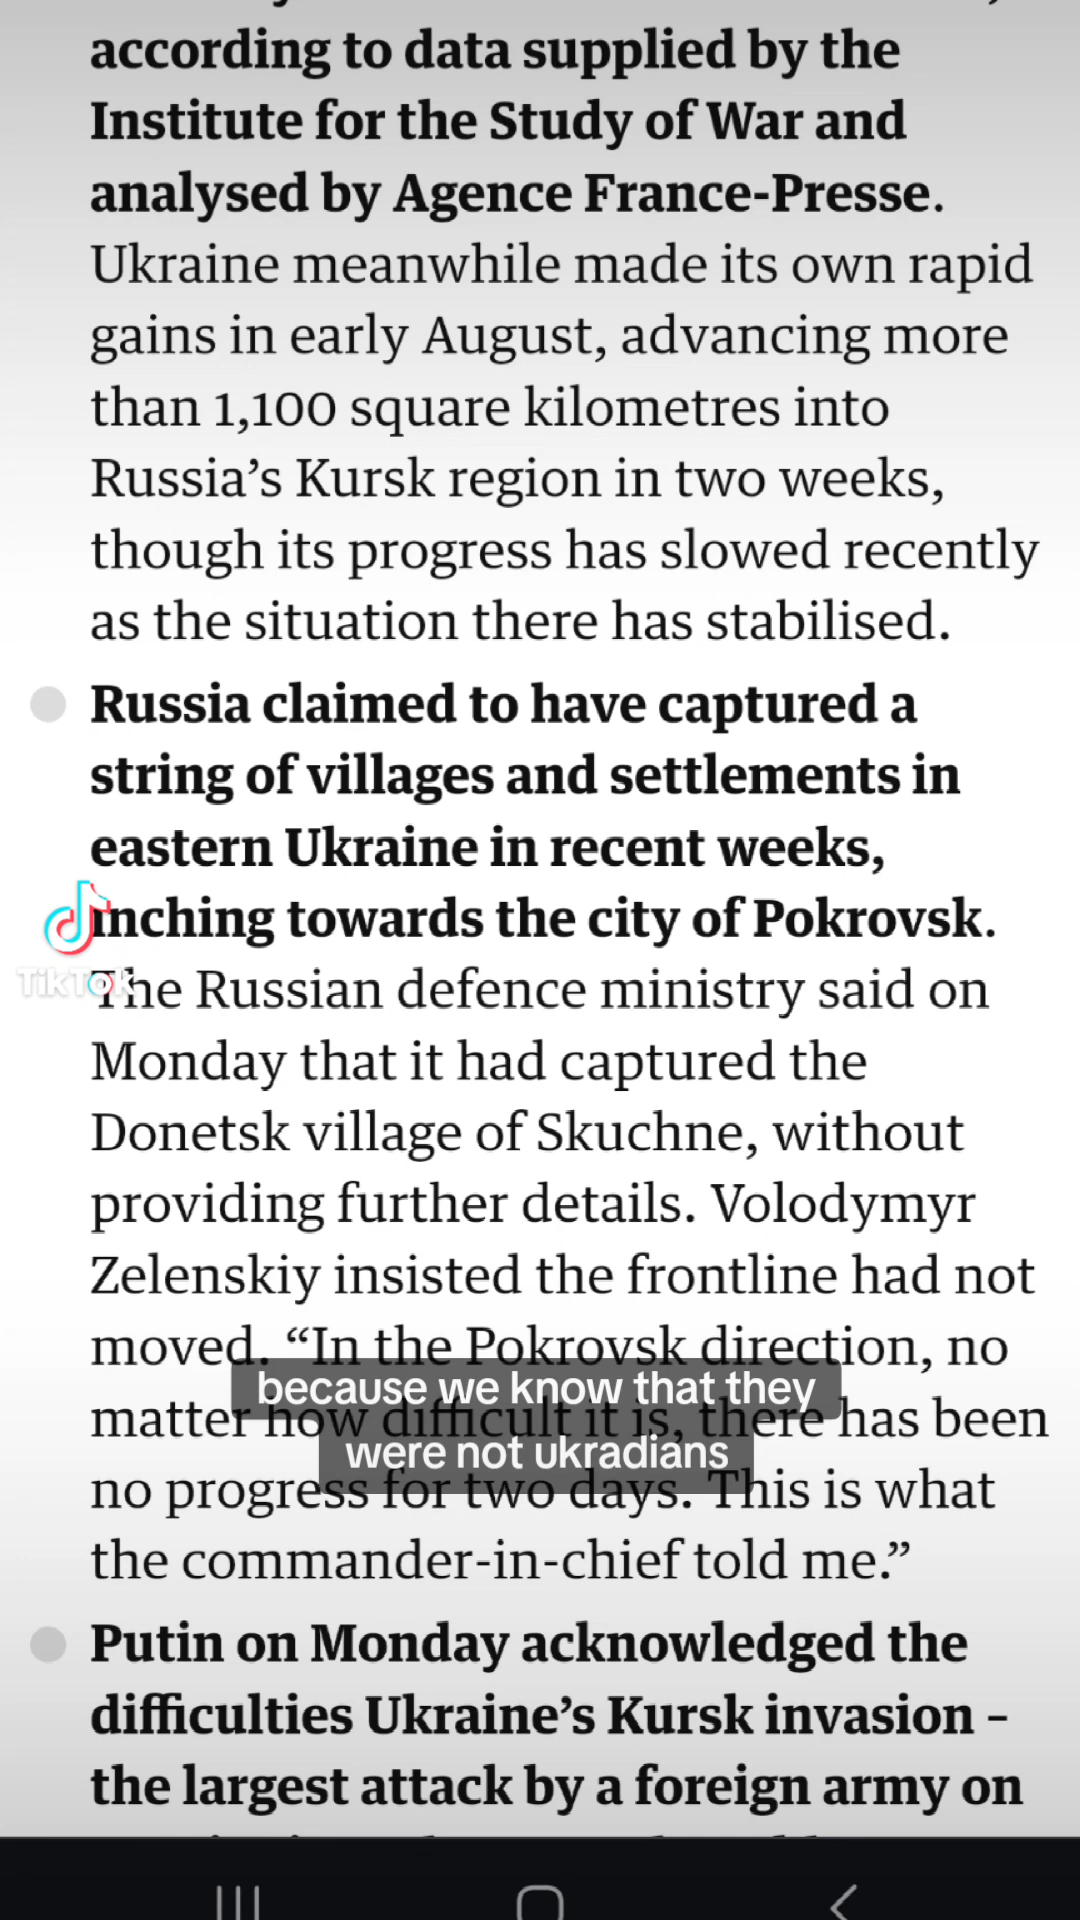 according to data supplied by the
Institute for the Study of War and
analysed by Agence France-Presse.
Ukraine meanwhile made its own rapid
gains in early August, advancing more
than 1,100 square kilometres into
Russia’s Kursk region in two weeks,
though its progress has slowed recently
as the situation there has stabilised.
Russia claimed to have captured a
string of villages and settlements in
eastern Ukraine in recent weeks,
inching towards the city of Pokrovsk.
TikTok
The Russian defence ministry said on
Monday that it had captured the
Donetsk village of Skuchne, without
providing further details. Volodymyr
Zelenskiy insisted the frontline had not
moved. “In the Pokrovsk direction, no
because we know that they
matter how difficult it is, there has been
were not ukradians
no progress for two days. This is what
the commander-in-chief told me.”
Putin on Monday acknowledged the
difficulties Ukraine’s Kursk invasion –
the largest attack by a foreign army on